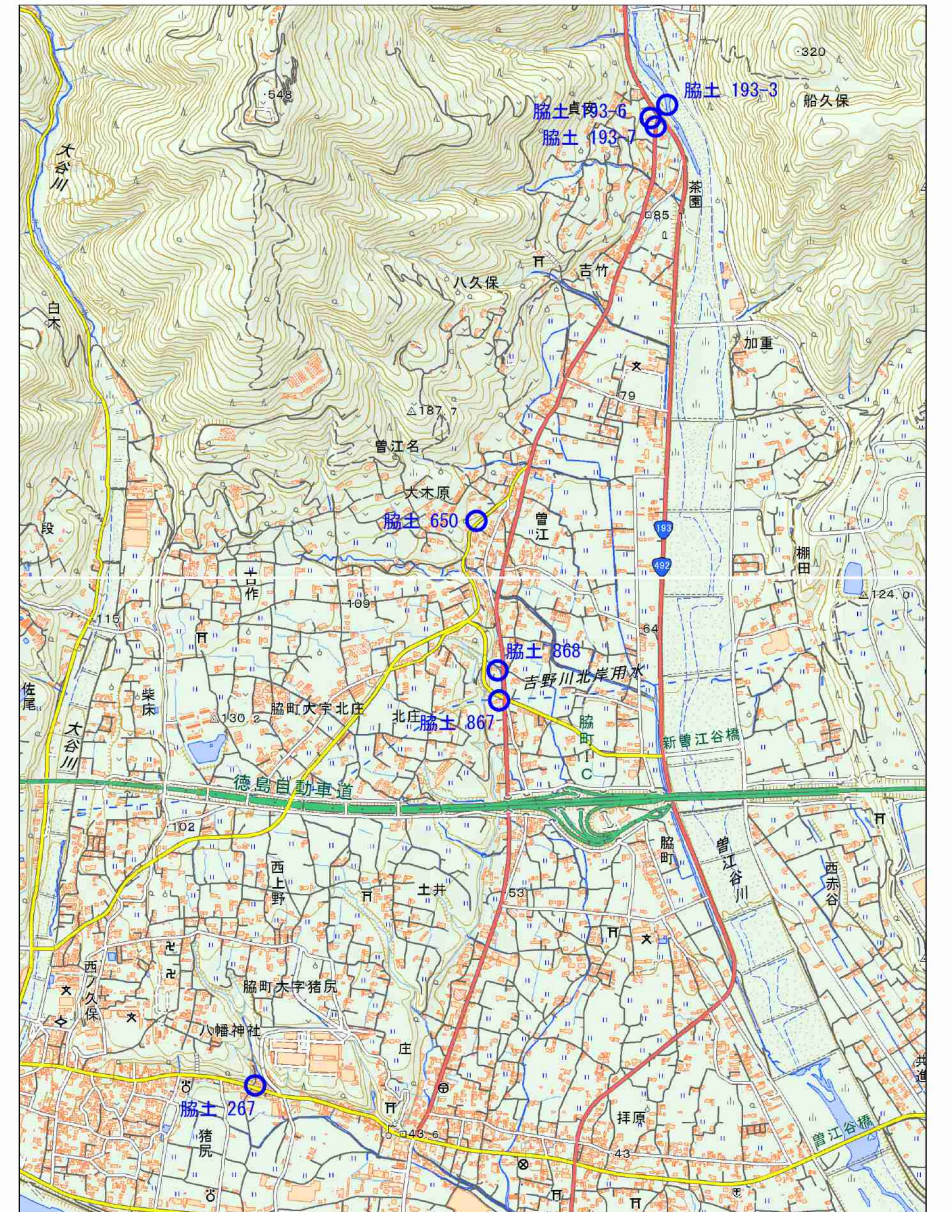 ・320
・548
船久保
脇土 193-3
脇土 193-6
脇土 193-7
大谷川
茶園
85
吉竹
八久保
白木
加重
79
187.7
曽江名
大木原
脇土 650
曽江
193
492
段
棚田
109
124.0
115
64
脇土 868
吉野川北岸用水
佐尾
柴床
脇町大字北庄
北庄
脇土 867
130.2
脇町IC
新曽江谷橋
大谷川
徳島自動車道
102
脇町
曽江谷川
西赤谷
西上野
土井
53
西ノ久保
脇町大字猪尻
八幡神社
庄
共進
脇土 267
拝原
曽江谷橋
猪尻
43.6
43